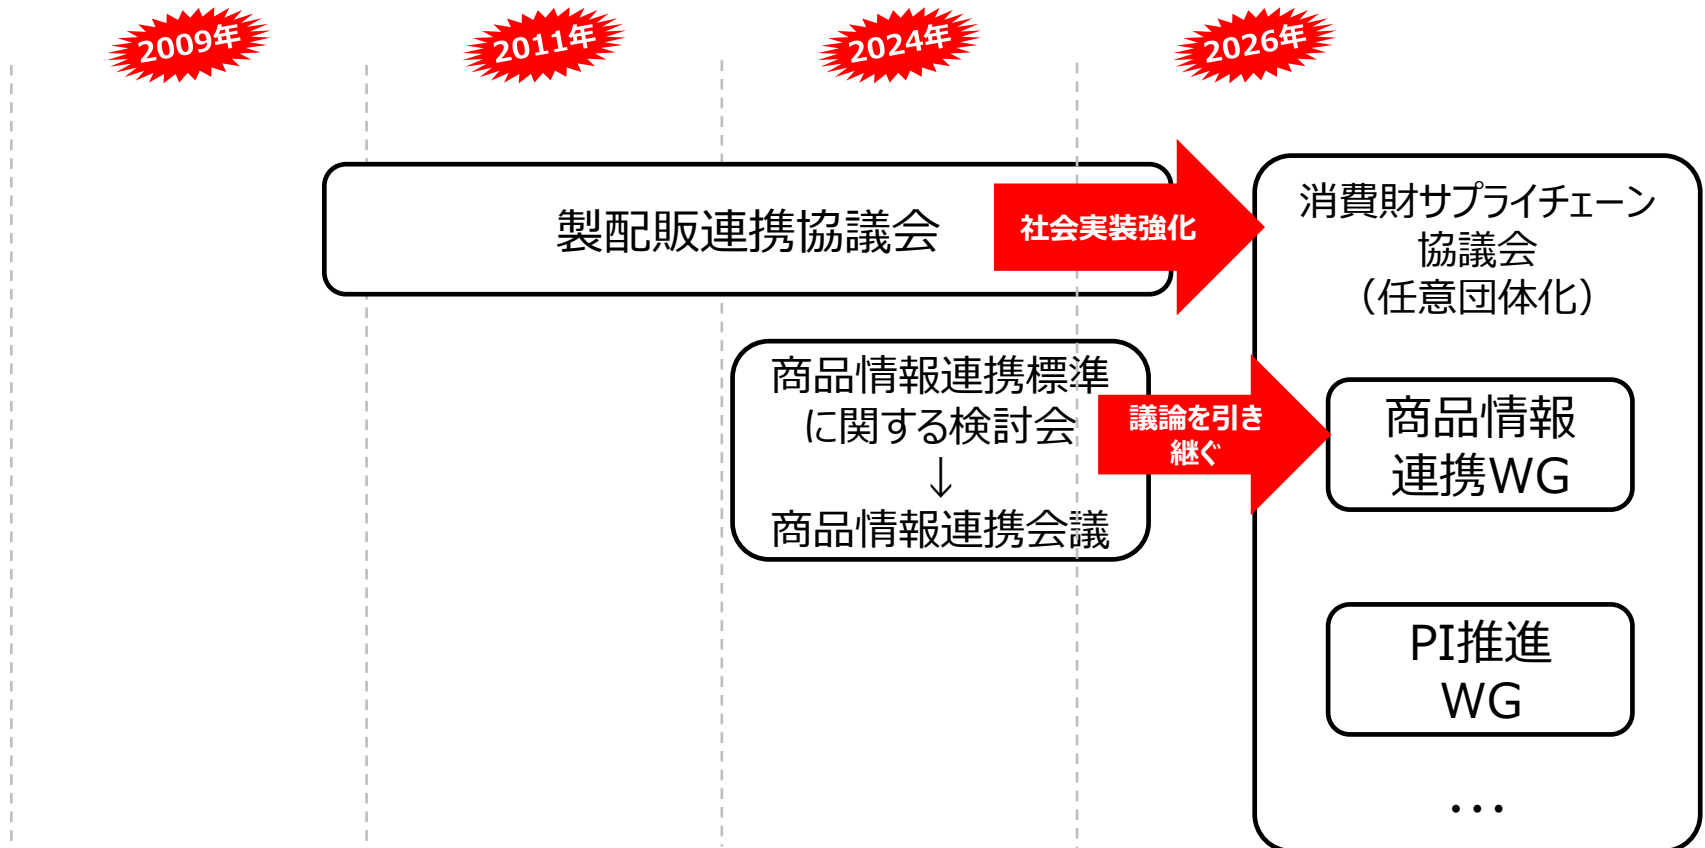 2009年
2011年
2024年
2026年
製配販連携協議会
社会実装強化
消費財サプライチェーン
協議会
（任意団体化）
商品情報連携標準
に関する検討会
↓
商品情報連携会議
議論を引き
継ぐ
商品情報
連携WG
PI推進
WG
・・・